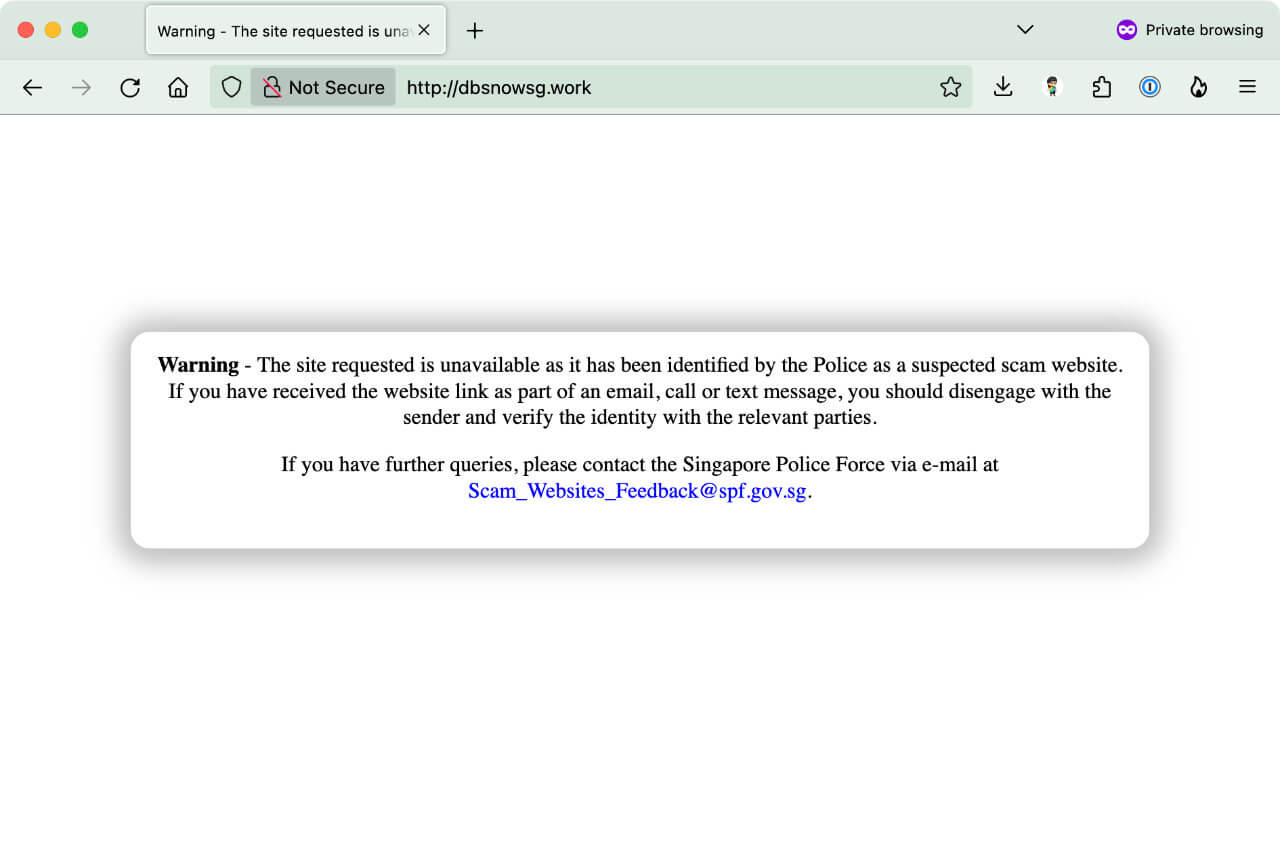 Warning - The site requested is una
Private browsing
Not Secure
http://dbsnowsg.work
Warning - The site requested is unavailable as it has been identified by the Police as a suspected scam website.
If you have received the website link as part of an email, call or text message, you should disengage with the
sender and verify the identity with the relevant parties.
If you have further queries, please contact the Singapore Police Force via e-mail at
Scam_Websites_Feedback@spf.gov.sg.